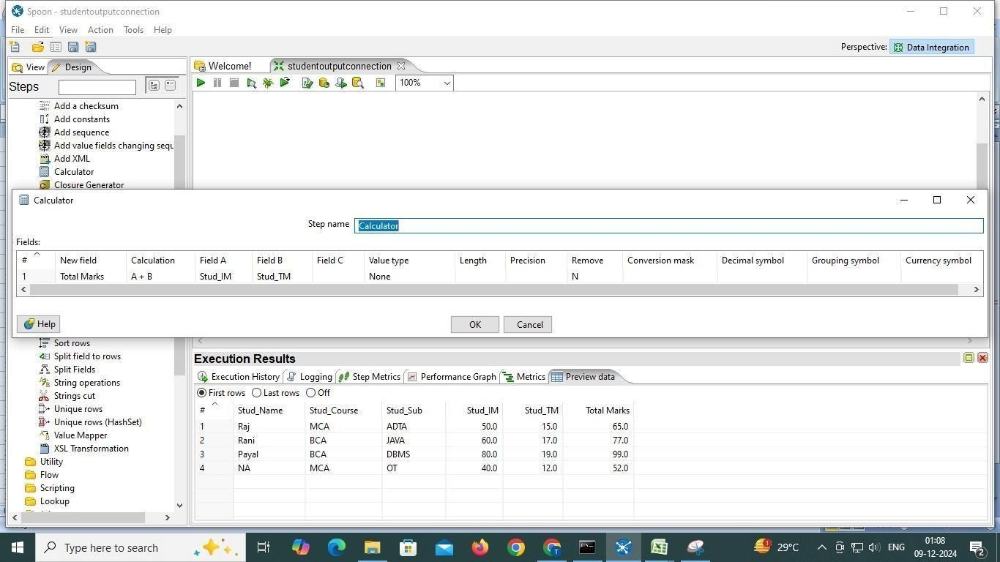 Spoon - studentoutputconnection
File Edit View Action Tools Help
Perspective: Data Integration
View Design
Welcome! studentoutputconnection
Steps
100%
Add a checksum
Add constants
Add sequence
Add value fields changing sequ
Add XML
Calculator
Closure Generator
Calculator
Step name Calculator
Fields:
# New field Calculation Field A Field B Field C Value type Length Precision Remove Conversion mask Decimal symbol Grouping symbol Currency symbol
1 Total Marks A + B Stud_IM Stud_TM None N
Help OK Cancel
Sort rows
Split field to rows
Split Fields
String operations
Strings cut
Unique rows
Unique rows (HashSet)
Value Mapper
XSL Transformation
Utility
Flow
Scripting
Lookup
Execution Results
Execution History Logging Step Metrics Performance Graph Metrics Preview data
First rows Last rows Off
# Stud_Name Stud_Course Stud_Sub Stud_IM Stud_TM Total Marks
1 Raj MCA ADTA 50.0 15.0 65.0
2 Rani BCA JAVA 60.0 17.0 77.0
3 Payal BCA DBMS 80.0 19.0 99.0
4 NA MCA OT 40.0 12.0 52.0
Type here to search
29°C
ENG
01:08
09-12-2024
2